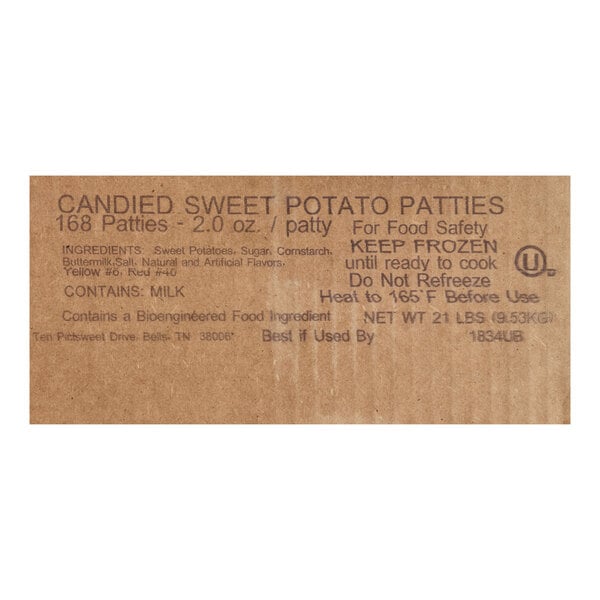 CANDIED SWEET POTATO PATTIES
168 Patties - 2.0 oz. / patty
For Food Safety
KEEP FROZEN
until ready to cook
Do Not Refreeze
Heat to 165°F Before Use
INGREDIENTS: Sweet Potatoes, Sugar, Cornstarch,
Buttermilk, Salt, Natural and Artificial Flavors,
Yellow #6, Red #40
CONTAINS: MILK
Contains a Bioengineered Food Ingredient
NET WT 21 LBS (9.53KG)
Ten Pictsweet Drive, Bells, TN 38006
Best if Used By
1834UB
U